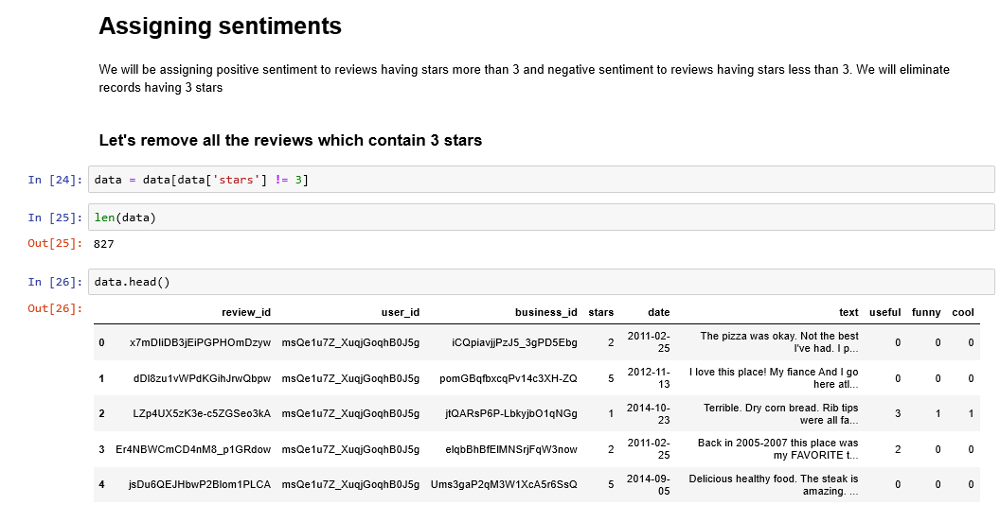 Assigning sentiments
We will be assigning positive sentiment to reviews having stars more than 3 and negative sentiment to reviews having stars less than 3. We will eliminate
records having 3 stars
Let's remove all the reviews which contain 3 stars
In [24]: data = data[data['stars'] != 3]
In [25]: len(data)
Out[25]: 827
In [26]: data.head()
Out[26]:
review_id user_id business_id stars date text useful funny cool
0 x7mDIiDB3jEiPGPHOmDzyw msQe1u7Z_XuqjGoqhB0J5g iCQpiavjjPzJ5_3gPD5Ebg 2 2011-02-25 The pizza was okay. Not the best I've had. I p... 0 0 0
1 dDl8zu1vWPdKGihJrwQbpw msQe1u7Z_XuqjGoqhB0J5g pomGBqfbxcqPv14c3XH-ZQ 5 2012-11-13 I love this place! My fiance And I go here atl... 0 0 0
2 LZp4UX5zK3e-c5ZGSeo3kA msQe1u7Z_XuqjGoqhB0J5g jtQARsP6P-LbkyjbO1qNGg 1 2014-10-23 Terrible. Dry corn bread. Rib tips were all fa... 3 1 1
3 Er4NBWCmCD4nM8_p1GRdow msQe1u7Z_XuqjGoqhB0J5g elqbBhBfElMNSrjFqW3now 2 2011-02-25 Back in 2005-2007 this place was my FAVORITE t... 2 0 0
4 jsDu6QEJHbwP2Blom1PLCA msQe1u7Z_XuqjGoqhB0J5g Ums3gaP2qM3W1XcA5r6SsQ 5 2014-09-05 Delicious healthy food. The steak is amazing. ... 0 0 0